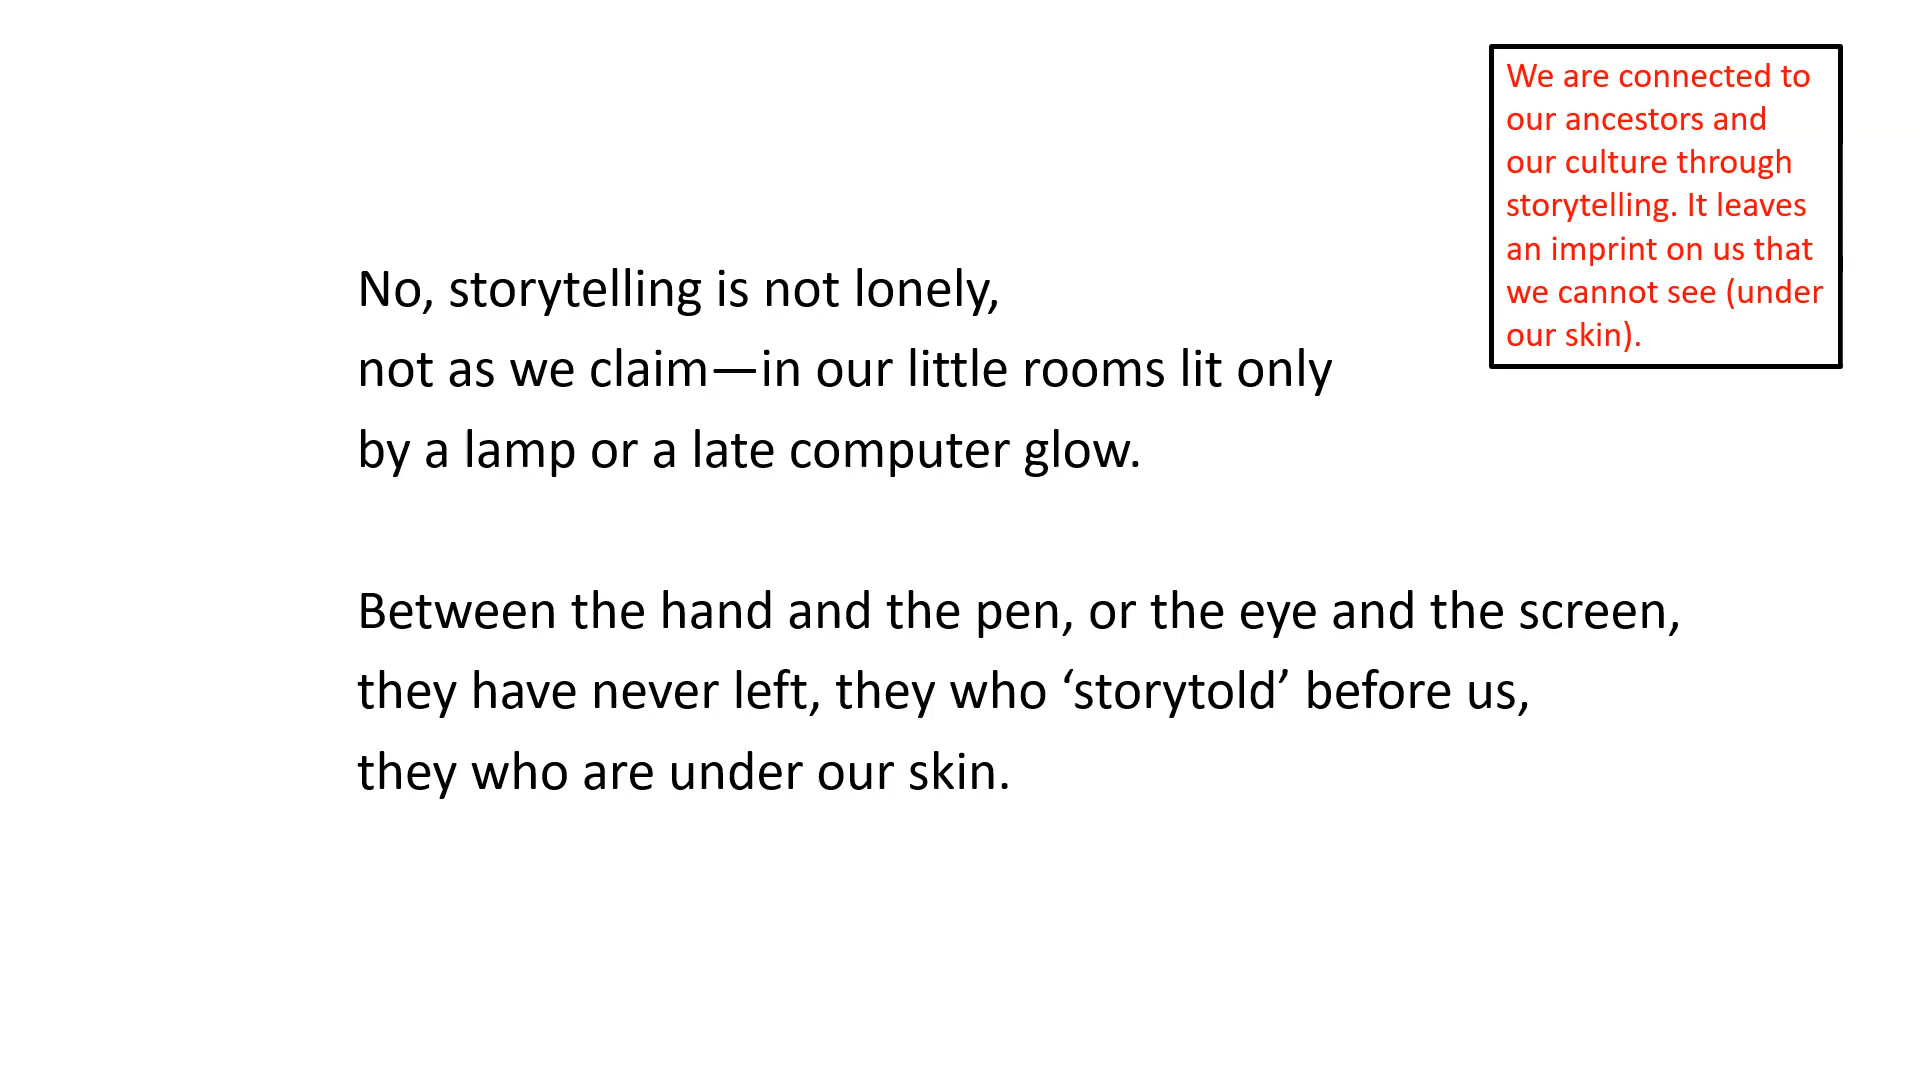 We are connected to
our ancestors and
our culture through
storytelling. It leaves
an imprint on us that
we cannot see (under
our skin).
No, storytelling is not lonely,
not as we claim—in our little rooms lit only
by a lamp or a late computer glow.
Between the hand and the pen, or the eye and the screen,
they have never left, they who ‘storytold’ before us,
they who are under our skin.